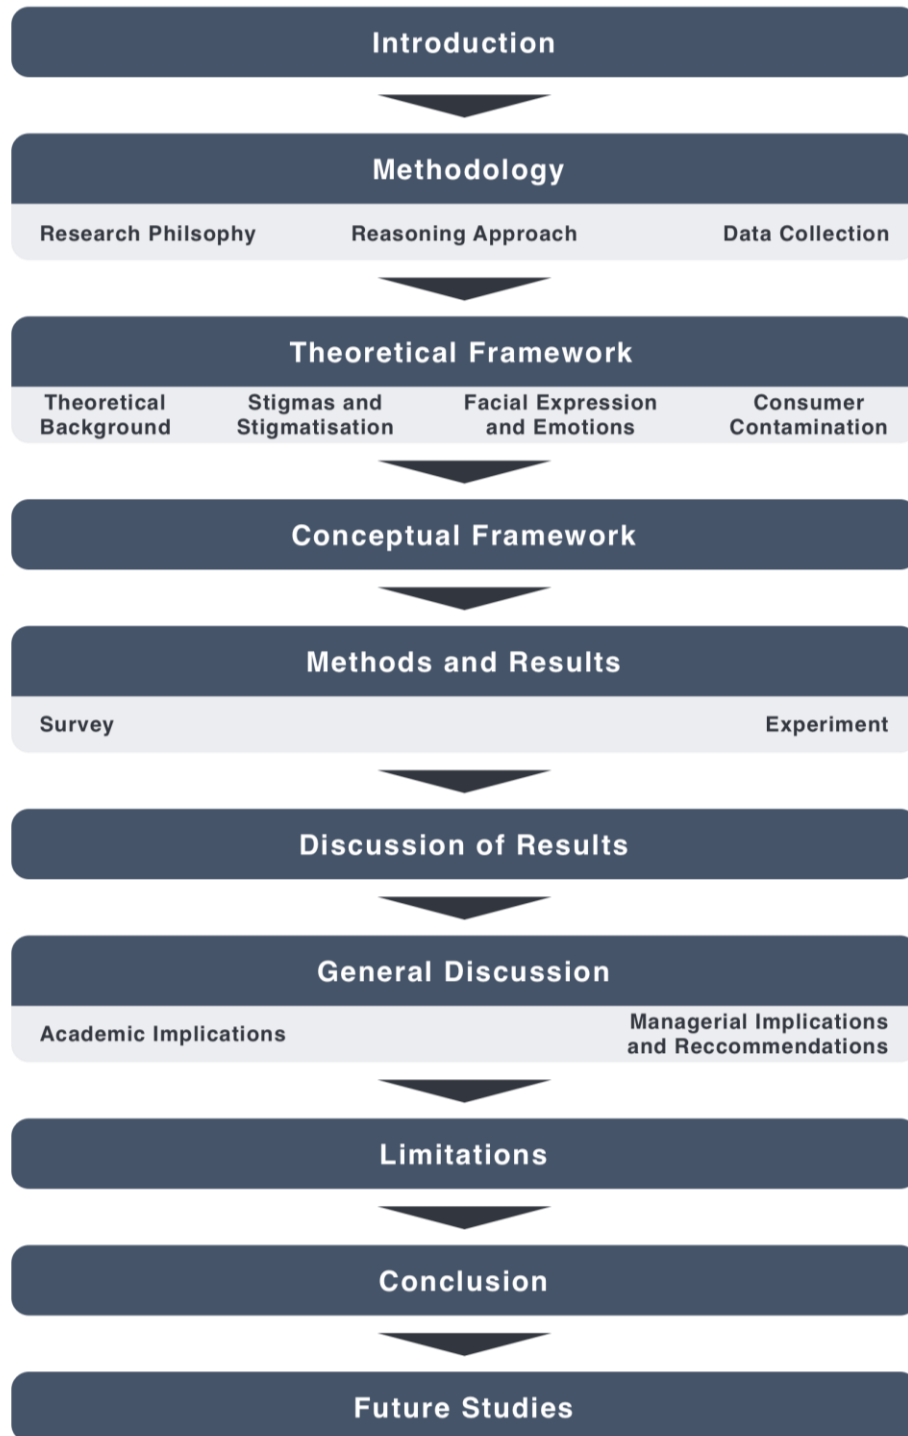 Introduction
Methodology
Research Philsophy
Reasoning Approach
Data Collection
Theoretical Framework
Theoretical
Background
Stigmas and
Stigmatisation
Facial Expression
and Emotions
Consumer
Contamination
Conceptual Framework
Methods and Results
Survey
Experiment
Discussion of Results
General Discussion
Academic Implications
Managerial Implications
and Reccommendations
Limitations
Conclusion
Future Studies